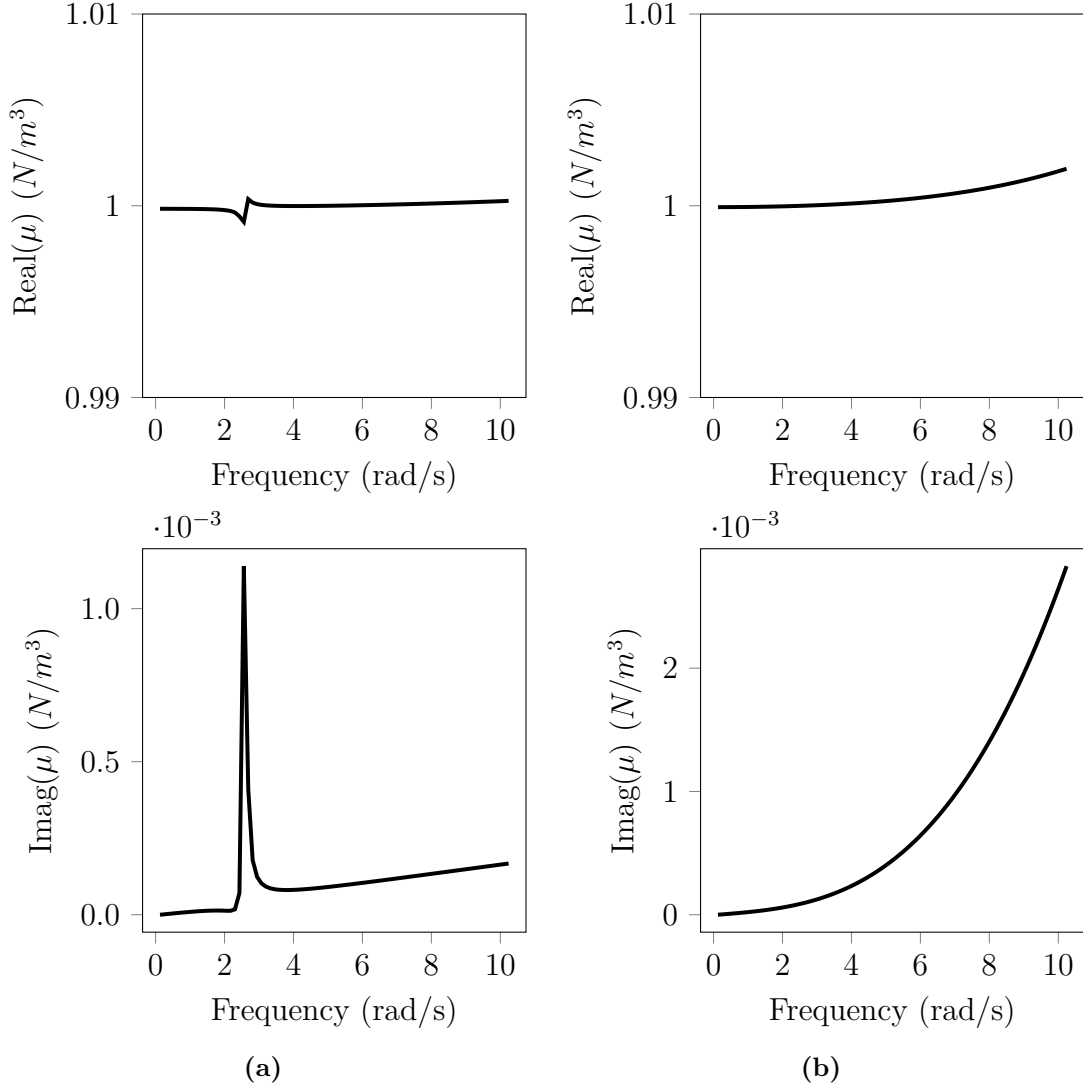 1.01
1
0.99
Real(μ) (N/m³)
0 2 4 6 8 10
Frequency (rad/s)
1.01
1
0.99
Real(μ) (N/m³)
0 2 4 6 8 10
Frequency (rad/s)
·10⁻³
1.0
0.5
0.0
Imag(μ) (N/m³)
0 2 4 6 8 10
Frequency (rad/s)
(a)
·10⁻³
2
1
0
Imag(μ) (N/m³)
0 2 4 6 8 10
Frequency (rad/s)
(b)